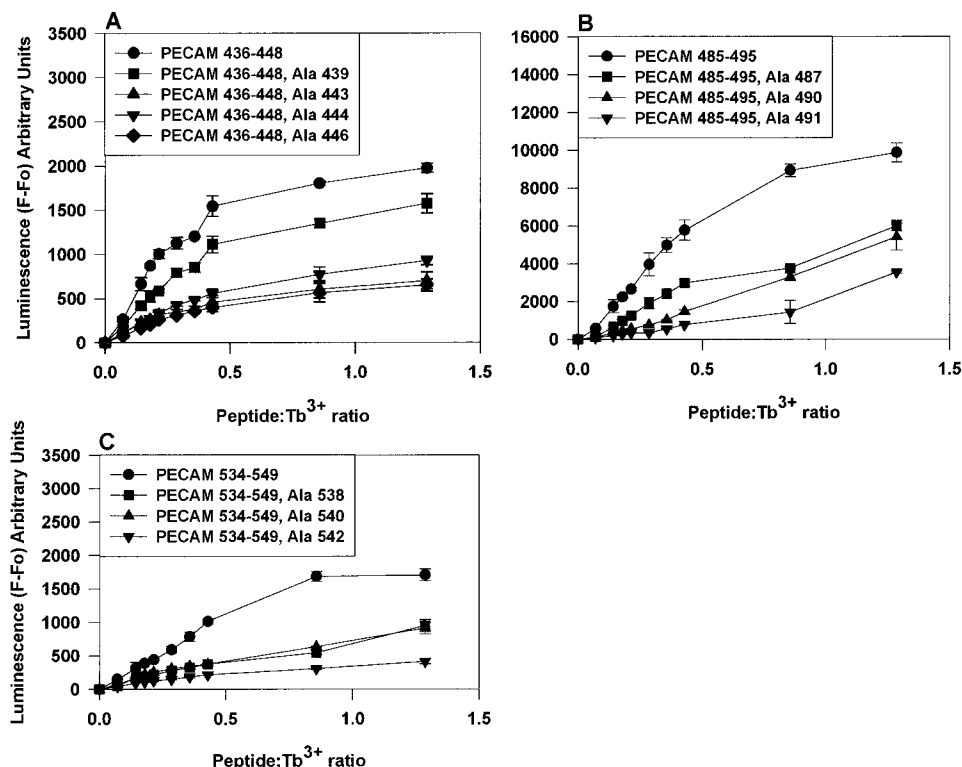 A
Luminescence (F-Fo) Arbitrary Units
3500
3000
2500
2000
1500
1000
500
0
PECAM 436-448
PECAM 436-448, Ala 439
PECAM 436-448, Ala 443
PECAM 436-448, Ala 444
PECAM 436-448, Ala 446
0.0 0.5 1.0 1.5
Peptide:Tb3+ ratio
B
16000
14000
12000
10000
8000
6000
4000
2000
0
PECAM 485-495
PECAM 485-495, Ala 487
PECAM 485-495, Ala 490
PECAM 485-495, Ala 491
0.0 0.5 1.0 1.5
Peptide:Tb3+ ratio
C
Luminescence (F-Fo) Arbitrary Units
3500
3000
2500
2000
1500
1000
500
0
PECAM 534-549
PECAM 534-549, Ala 538
PECAM 534-549, Ala 540
PECAM 534-549, Ala 542
0.0 0.5 1.0 1.5
Peptide:Tb3+ ratio